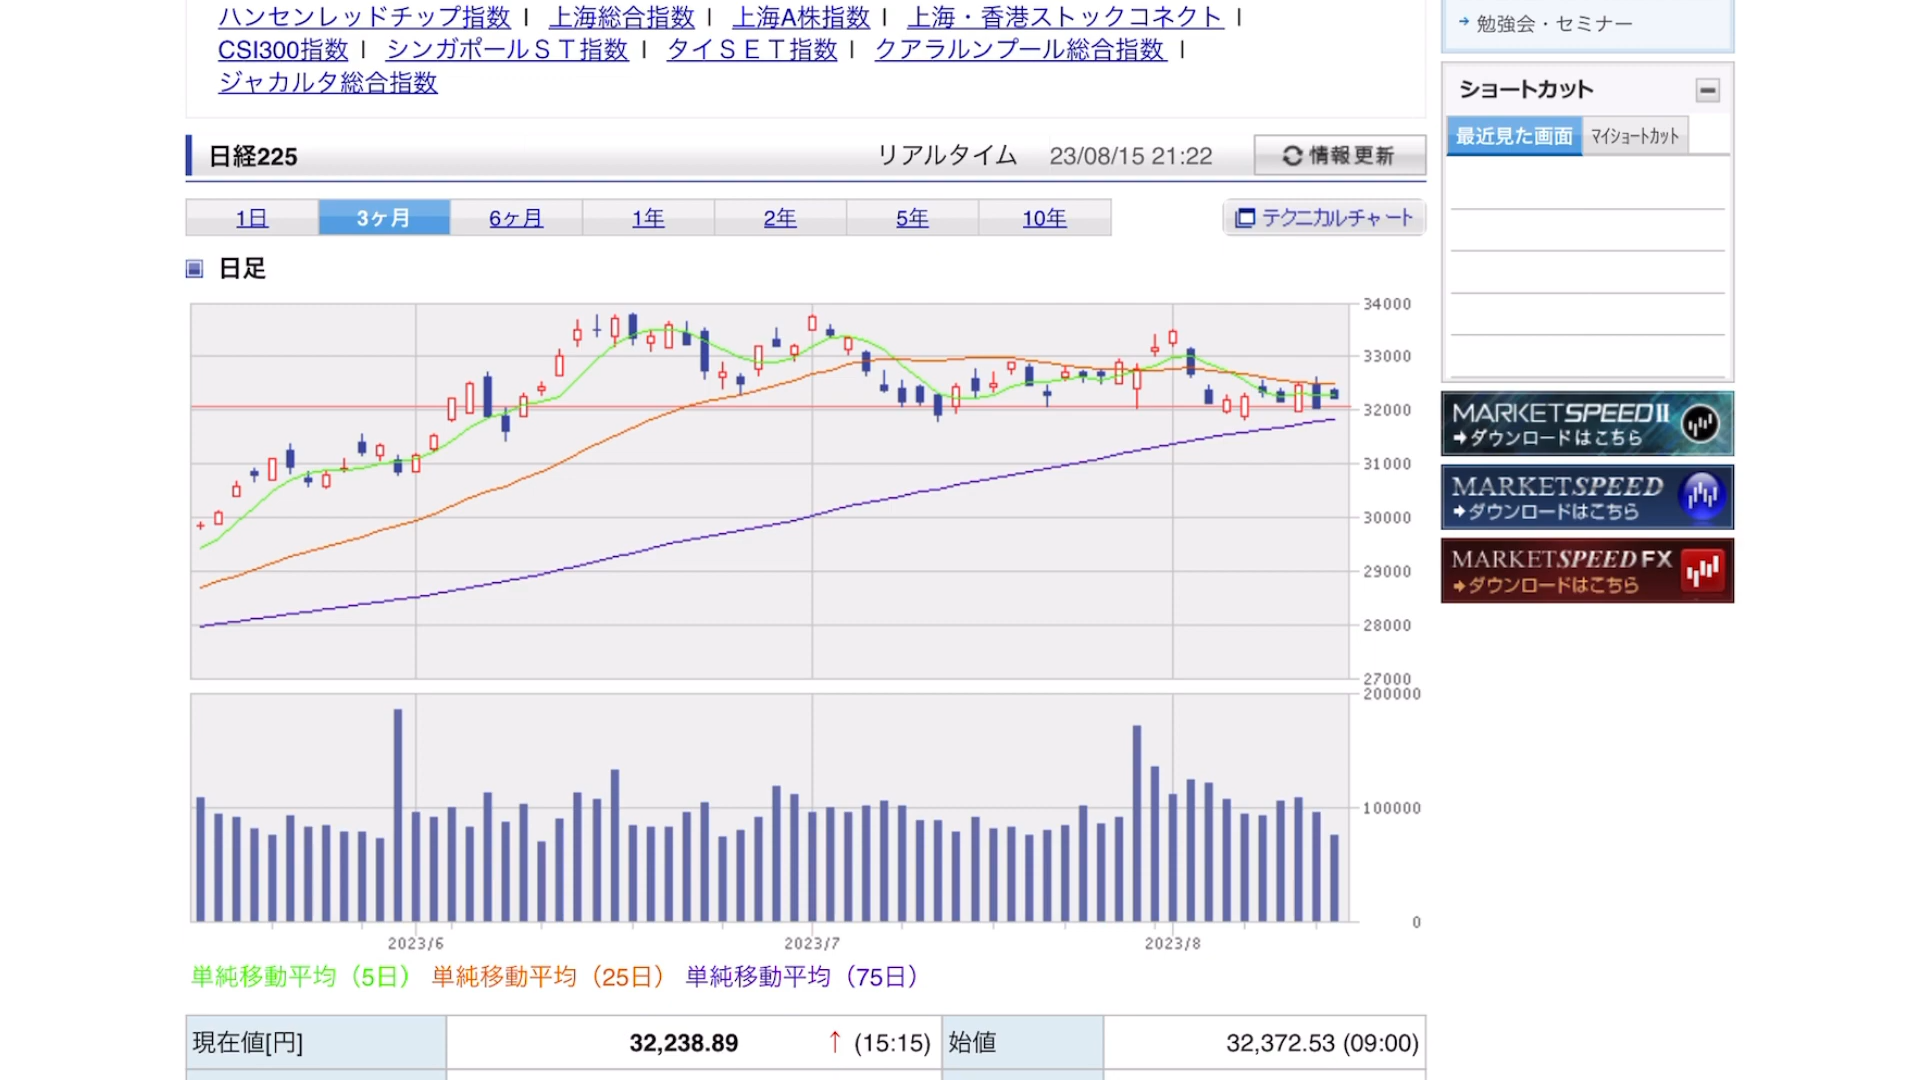 ハンセンレッドチップ指数 | 上海総合指数 | 上海A株指数 | 上海・香港ストックコネクト |
CSI300指数 | シンガポールＳＴ指数 | タイＳＥＴ指数 | クアラルンプール総合指数 |
ジャカルタ総合指数
日経225 リアルタイム 23/08/15 21:22 情報更新
1日 3ヶ月 6ヶ月 1年 2年 5年 10年 テクニカルチャート
日足
34000
33000
32000
31000
30000
29000
28000
27000
200000
100000
0
2023/6 2023/7 2023/8
単純移動平均（5日） 単純移動平均（25日） 単純移動平均（75日）
現在値[円] 32,238.89 ↑ (15:15) 始値 32,372.53 (09:00)
→ 勉強会・セミナー
ショートカット
最近見た画面 マイショートカット
MARKETSPEED II
ダウンロードはこちら
MARKETSPEED
ダウンロードはこちら
MARKETSPEED FX
ダウンロードはこちら